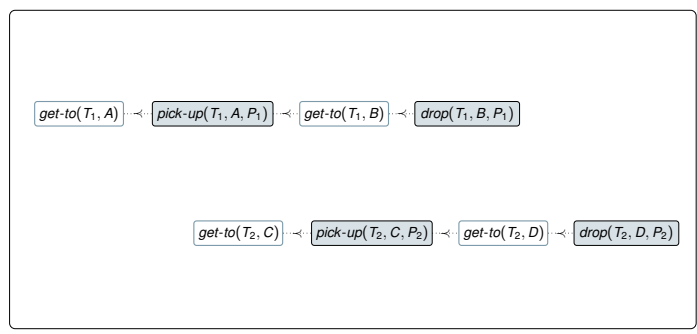 get-to(T₁, A) ≺ pick-up(T₁, A, P₁) ≺ get-to(T₁, B) ≺ drop(T₁, B, P₁)
get-to(T₂, C) ≺ pick-up(T₂, C, P₂) ≺ get-to(T₂, D) ≺ drop(T₂, D, P₂)